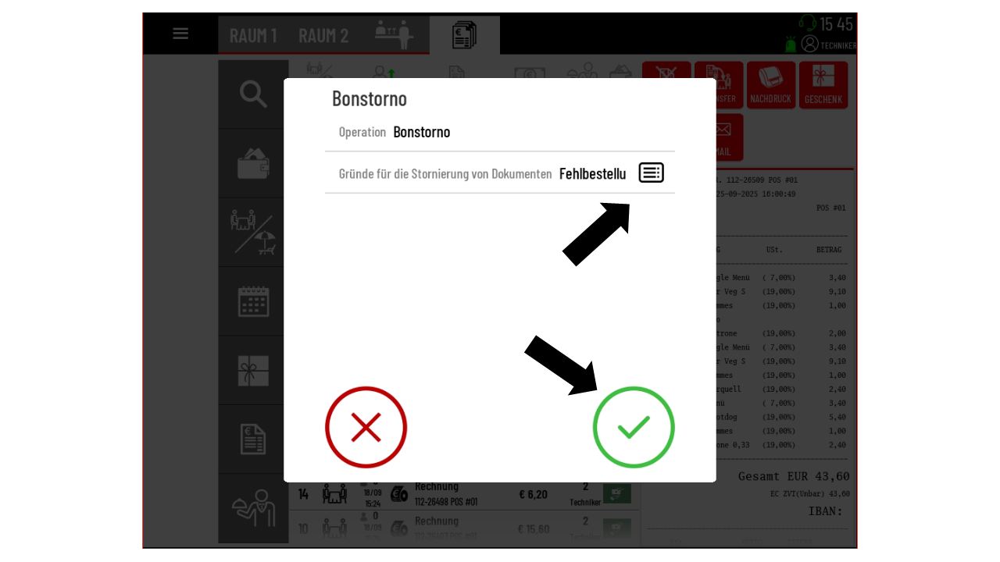 RAUM 1
RAUM 2
15 45
TECHNIKER
NSFER
NACHDRUCK
GESCHENK
MAIL
Bonstorno
Operation Bonstorno
Gründe für die Stornierung von Dokumenten Fehlbestellu
. 112-26509 POS #01
25-09-2025 16:00:49
POS #01
G USt. BETRAG
gle Menü ( 7,00%) 3,40
r Veg S (19,00%) 9,10
mmes (19,00%) 1,00
o
trone (19,00%) 2,00
gle Menü ( 7,00%) 3,40
r Veg S (19,00%) 9,10
mmes (19,00%) 1,00
rquell (19,00%) 2,40
nü ( 7,00%) 3,40
otdog (19,00%) 5,40
mmes (19,00%) 1,00
one 0,33 (19,00%) 2,40
Gesamt EUR 43,60
EC ZVT(Unbar) 43,60
IBAN:
14
18/09
15:24
Rechnung
112-26498 POS #01
€ 6,20
2
Techniker
10
0
18/09
Rechnung
€ 15,60
2